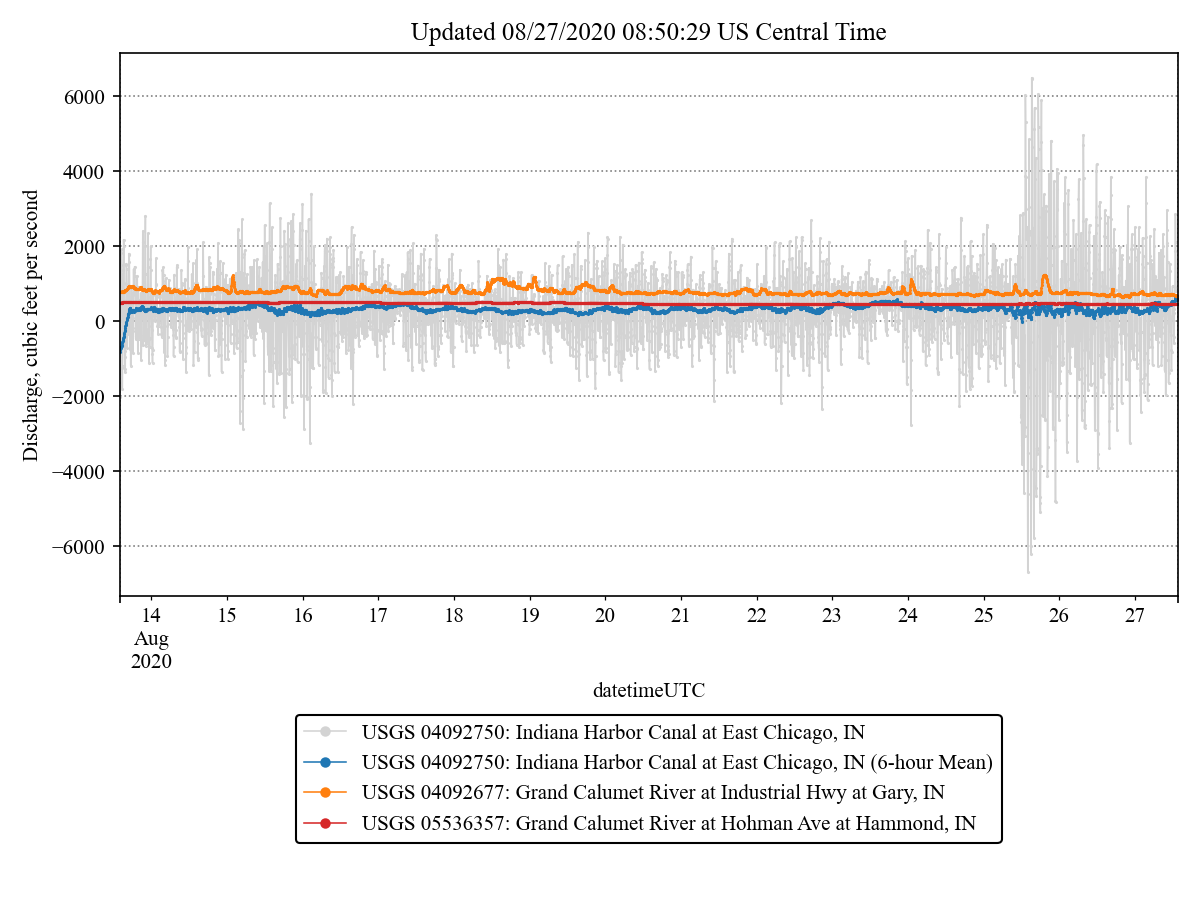 Updated 08/27/2020 08:50:29 US Central Time
Discharge, cubic feet per second
6000
4000
2000
0
−2000
−4000
−6000
14 15 16 17 18 19 20 21 22 23 24 25 26 27
Aug
2020
datetimeUTC
USGS 04092750: Indiana Harbor Canal at East Chicago, IN
USGS 04092750: Indiana Harbor Canal at East Chicago, IN (6-hour Mean)
USGS 04092677: Grand Calumet River at Industrial Hwy at Gary, IN
USGS 05536357: Grand Calumet River at Hohman Ave at Hammond, IN